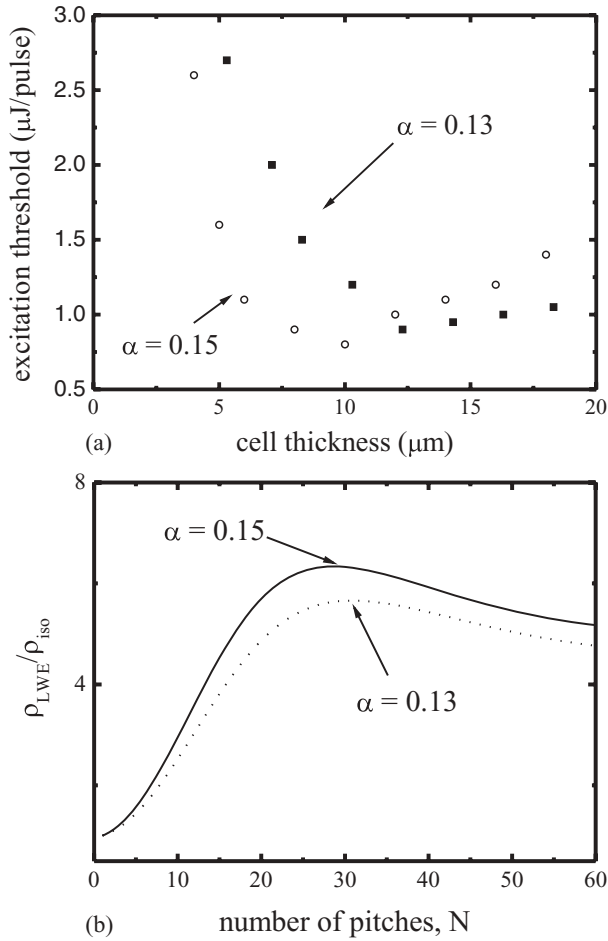 3.0
2.5
2.0
1.5
1.0
0.5
excitation threshold (μJ/pulse)
α = 0.13
α = 0.15
0 5 10 15 20
(a) cell thickness (μm)
8
4
ρLWE/ρiso
α = 0.15
α = 0.13
0 10 20 30 40 50 60
(b) number of pitches, N